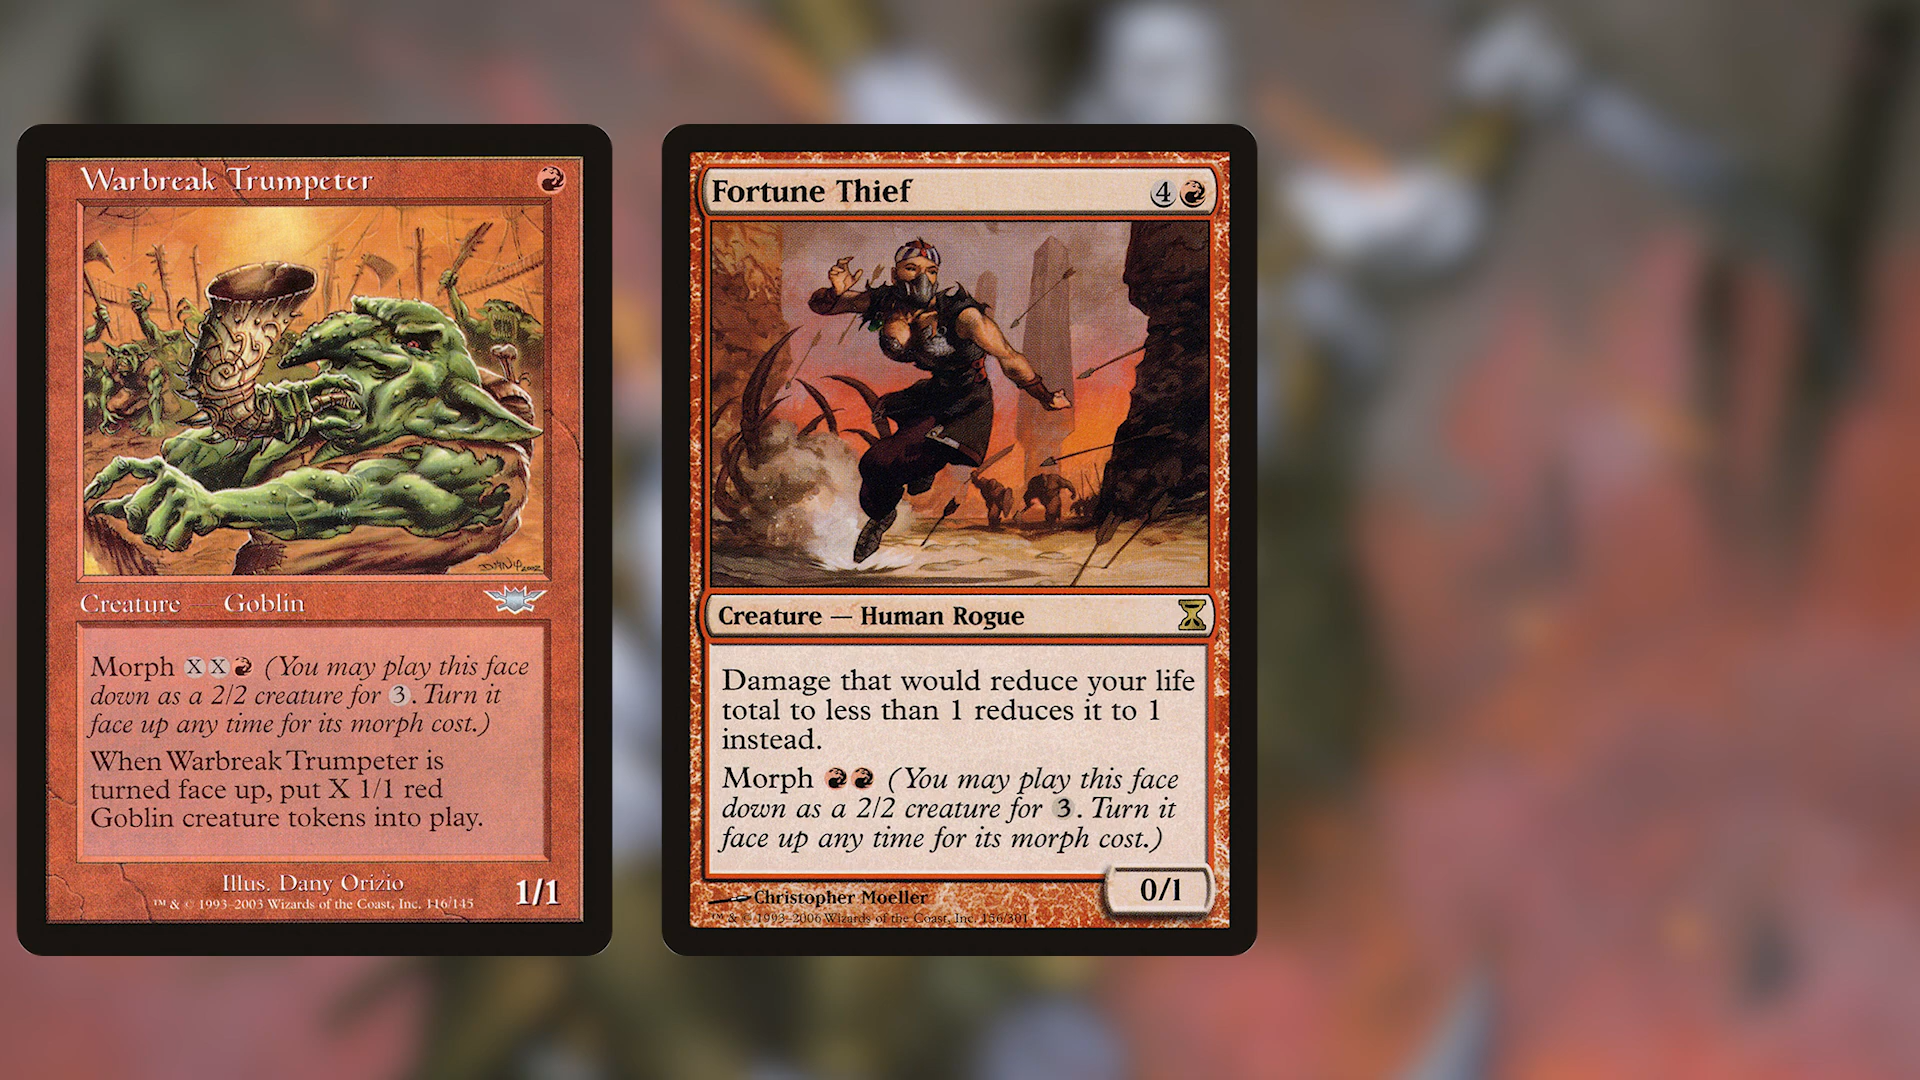 Warbreak Trumpeter
Creature — Goblin
Morph X X (You may play this face
down as a 2/2 creature for 3. Turn it
face up any time for its morph cost.)
When Warbreak Trumpeter is
turned face up, put X 1/1 red
Goblin creature tokens into play.
Illus. Dany Orizio
™ & © 1993–2003 Wizards of the Coast, Inc. 116/145
1/1
Fortune Thief
4
Creature — Human Rogue
Damage that would reduce your life
total to less than 1 reduces it to 1
instead.
Morph (You may play this face
down as a 2/2 creature for 3. Turn it
face up any time for its morph cost.)
Christopher Moeller
™ & © 1993–2006 Wizards of the Coast, Inc. 156/301
0/1